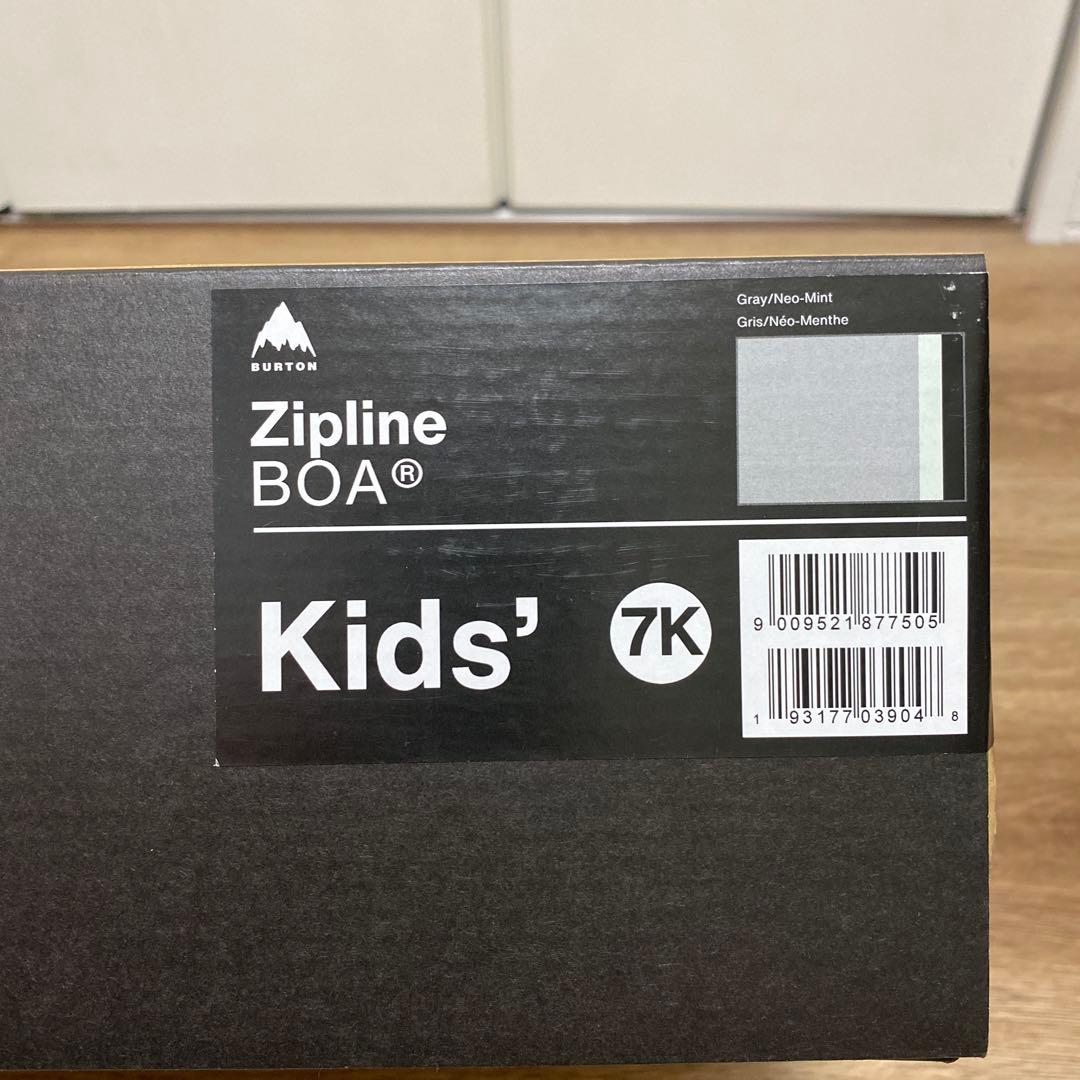 BURTON
Zipline
BOA®
Gray/Neo-Mint
Gris/Néo-Menthe
Kids’
7K
9 009521 877505
1 93177 03904 8